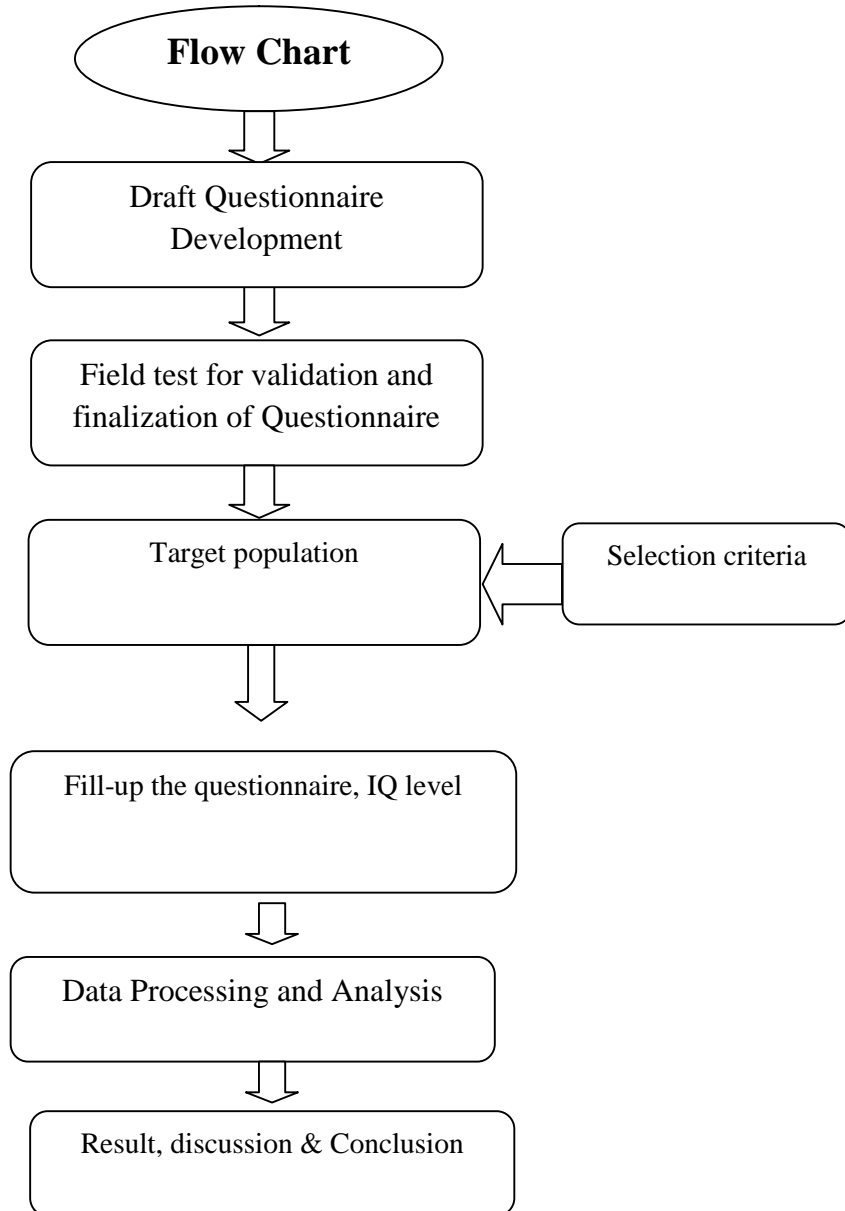 Flow Chart
Draft Questionnaire
Development
Field test for validation and
finalization of Questionnaire
Target population
Selection criteria
Fill-up the questionnaire, IQ level
Data Processing and Analysis
Result, discussion & Conclusion